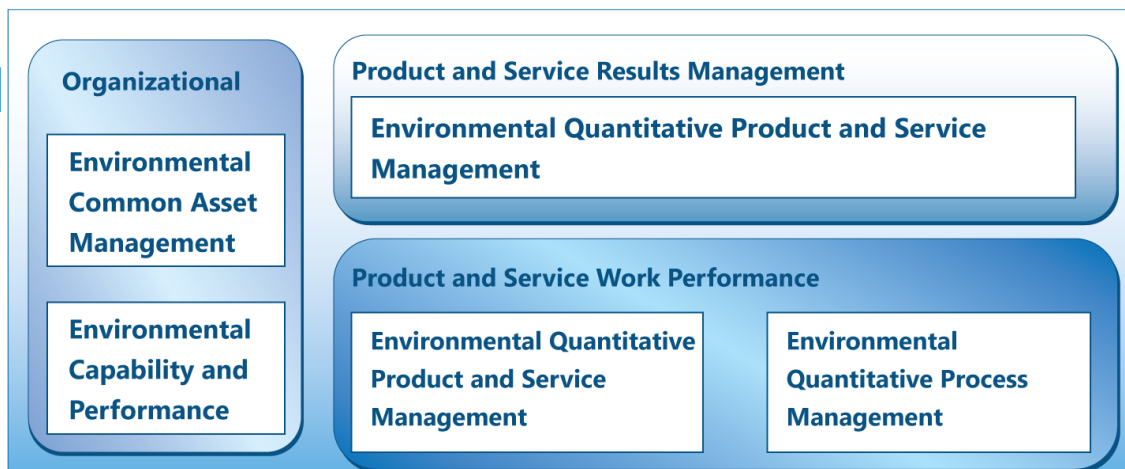 Organizational
Environmental
Common Asset
Management
Environmental
Capability and
Performance
Product and Service Results Management
Environmental Quantitative Product and Service
Management
Product and Service Work Performance
Environmental Quantitative
Product and Service
Management
Environmental
Quantitative Process
Management